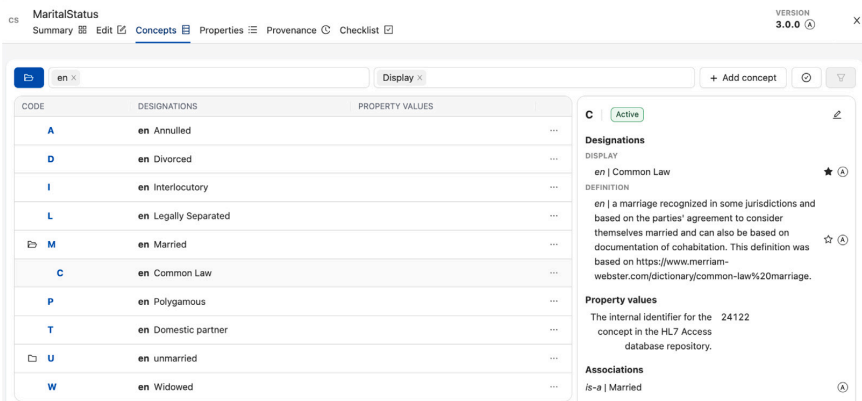 CS MaritalStatus
VERSION
3.0.0 A
Summary Edit Concepts Properties Provenance Checklist
en × Display × + Add concept
CODE DESIGNATIONS PROPERTY VALUES
A en Annulled ...
D en Divorced ...
I en Interlocutory ...
L en Legally Separated ...
M en Married ...
C en Common Law ...
P en Polygamous ...
T en Domestic partner ...
U en unmarried ...
W en Widowed ...
C Active
Designations
DISPLAY
en | Common Law A
DEFINITION
en | a marriage recognized in some jurisdictions and
based on the parties' agreement to consider
themselves married and can also be based on
documentation of cohabitation. This definition was A
based on https://www.merriam-
webster.com/dictionary/common-law%20marriage.
Property values
The internal identifier for the 24122
concept in the HL7 Access
database repository.
Associations
is-a | Married A